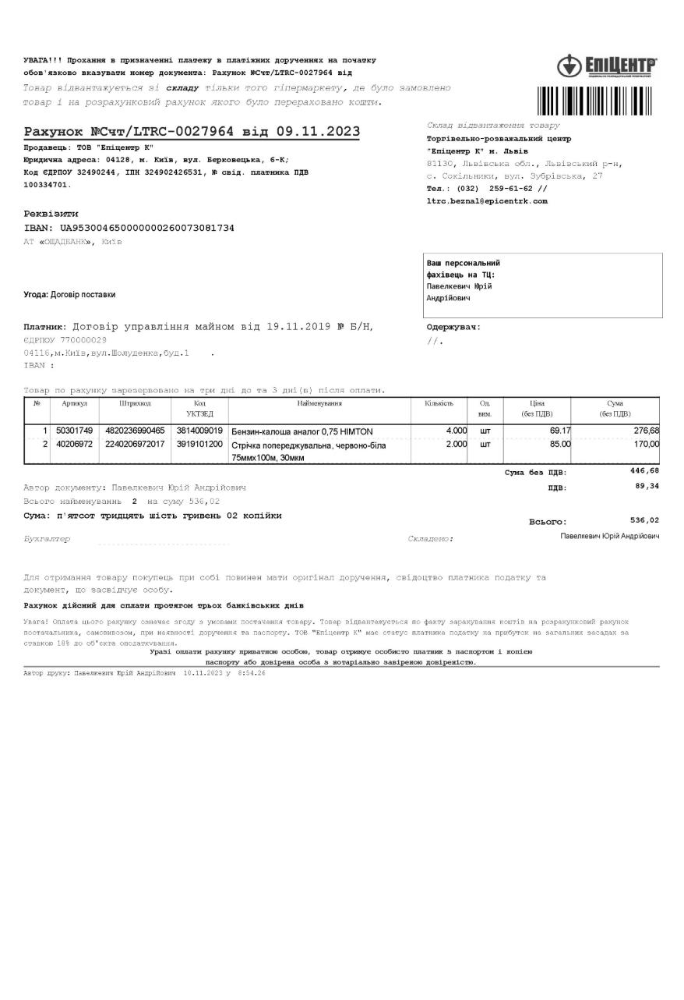 УВАГА!!! Прохання в призначенні платежу в платіжних дорученнях на початку
обов'язково вказувати номер документа: Рахунок №Счт/LTRC-0027964 від
Товар відвантажується зі складу тільки того гіпермаркету, де було замовлено
товар і на розрахунковий рахунок якого було перераховано кошти.
ЕПІЦЕНТР
Рахунок №Счт/LTRC-0027964 від 09.11.2023
Продавець: ТОВ "Епіцентр К"
Юридична адреса: 04128, м. Київ, вул. Берковецька, 6-К;
Код ЄДРПОУ 32490244, ІПН 324902426531, № свід. платника ПДВ
100334701.
Склад відвантаження товару
Торгівельно-розважальний центр
"Епіцентр К" м. Львів
81130, Львівська обл., Львівський р-н,
с. Сокільники, вул. Зубрівська, 27
Тел.: (032) 259-61-62 //
ltrc.beznal@epicentrk.com
Реквізити
IBAN: UA953004650000000260073081734
АТ «ОЩАДБАНК», Київ
Ваш персональний
фахівець на ТЦ:
Павелкевич Юрій
Андрійович
Угода: Договір поставки
Платник: Договір управління майном від 19.11.2019 № Б/Н,
ЄДРПОУ 770000029
04116,м.Київ,вул.Шолуденка,буд.1 .
IBAN :
Одержувач:
//.
Товар по рахунку зарезервовано на три дні до та 3 дні(в) після оплати.
№ Артикул Штрихкод Код УКТЗЕД Найменування Кількість Од. вим. Ціна (без ПДВ) Сума (без ПДВ)
1 50301749 4820236990465 3814009019 Бензин-калоша аналог 0,75 HIMTON 4.000 шт 69.17 276,68
2 40206972 2240206972017 3919101200 Стрічка попереджувальна, червоно-біла 2.000 шт 85.00 170,00
75ммх100м, 30мкм
Сума без ПДВ: 446,68
Автор документу: Павелкевич Юрій Андрійович ПДВ: 89,34
Всього найменуваннь 2 на суму 536,02
Сума: п'ятсот тридцять шість гривень 02 копійки
Всього: 536,02
Бухгалтер Складено: Павелкевич Юрій Андрійович
Для отримання товару покупець при собі повинен мати оригінал доручення, свідоцтво платника податку та
документ, що засвідчує особу.
Рахунок дійсний для сплати протягом трьох банківських днів
Увага! Оплата цього рахунку означає згоду з умовами постачання товару. Товар відвантажується по факту зарахування коштів на розрахунковий рахунок
постачальника, самовивозом, при наявності доручення та паспорту. ТОВ "Епіцентр К" має статус платника податку на прибуток на загальних засадах за
ставкою 18% до об'єкта оподаткування.
Уразі оплати рахунку приватною особою, товар отримує особисто платник з паспортом і копією
паспорту або довірена особа з нотаріально завіреною довіреністю.
Автор друку: Павелкевич Юрій Андрійович 10.11.2023 у 8:54.26